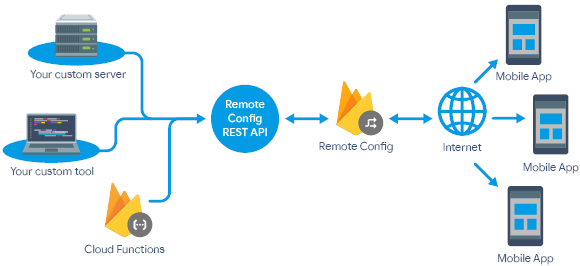 Your custom server
Your custom tool
Cloud Functions
Remote
Config
REST API
Remote Config
Internet
Mobile App
Mobile App
Mobile App